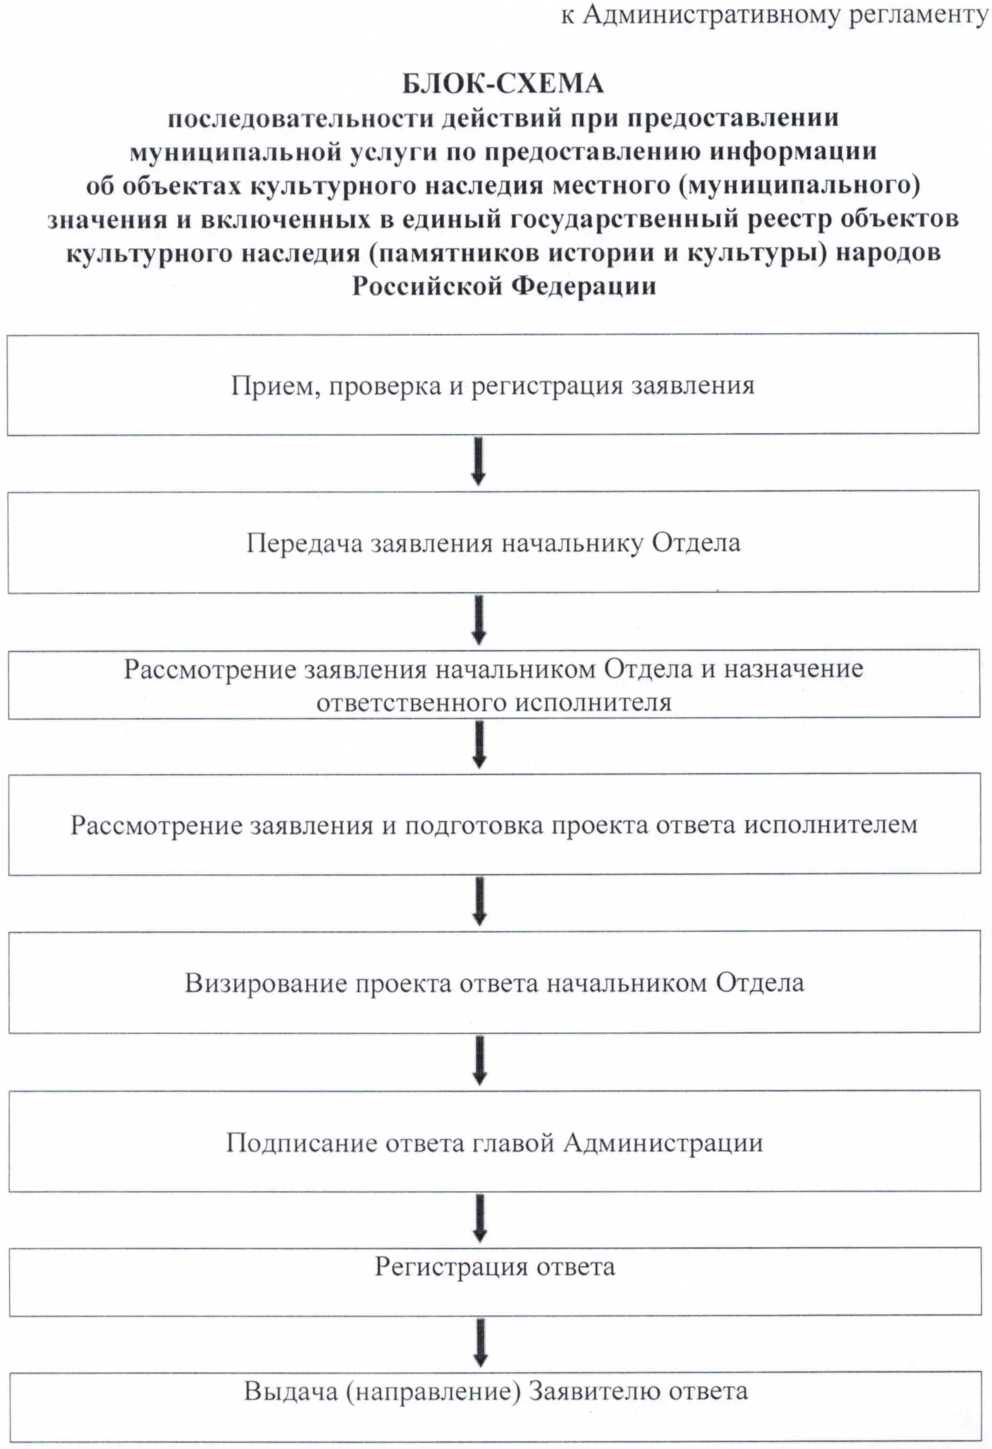 к Административному регламенту
БЛОК-СХЕМА
последовательности действий при предоставлении
муниципальной услуги по предоставлению информации
об объектах культурного наследия местного (муниципального)
значения и включенных в единый государственный реестр объектов
культурного наследия (памятников истории и культуры) народов
Российской Федерации
Прием, проверка и регистрация заявления
Передача заявления начальнику Отдела
Рассмотрение заявления начальником Отдела и назначение
ответственного исполнителя
Рассмотрение заявления и подготовка проекта ответа исполнителем
Визирование проекта ответа начальником Отдела
Подписание ответа главой Администрации
Регистрация ответа
Выдача (направление) Заявителю ответа